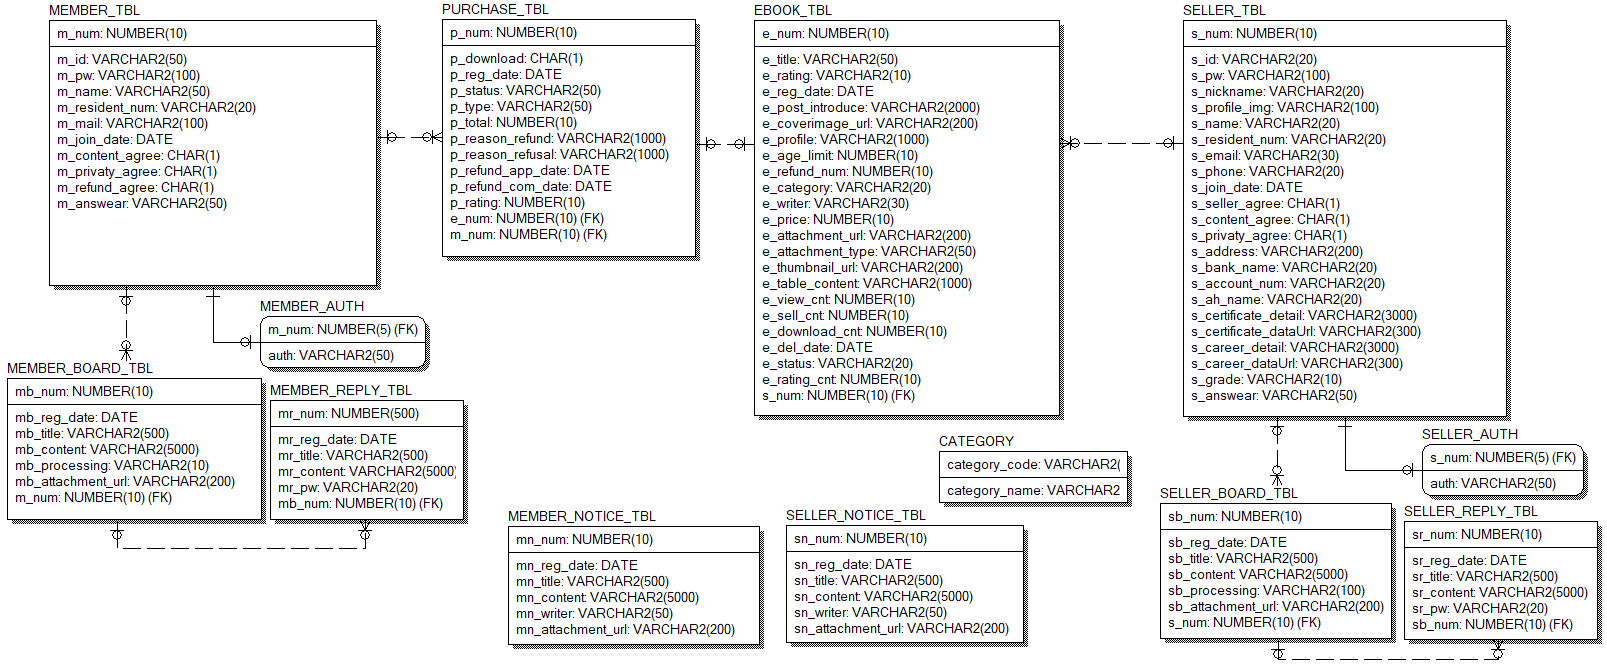 MEMBER_TBL
m_num: NUMBER(10)
m_id: VARCHAR2(50)
m_pw: VARCHAR2(100)
m_name: VARCHAR2(50)
m_resident_num: VARCHAR2(20)
m_mail: VARCHAR2(100)
m_join_date: DATE
m_content_agree: CHAR(1)
m_privaty_agree: CHAR(1)
m_refund_agree: CHAR(1)
m_answear: VARCHAR2(50)
PURCHASE_TBL
p_num: NUMBER(10)
p_download: CHAR(1)
p_reg_date: DATE
p_status: VARCHAR2(50)
p_type: VARCHAR2(50)
p_total: NUMBER(10)
p_reason_refund: VARCHAR2(1000)
p_reason_refusal: VARCHAR2(1000)
p_refund_app_date: DATE
p_refund_com_date: DATE
p_rating: NUMBER(10)
e_num: NUMBER(10) (FK)
m_num: NUMBER(10) (FK)
EBOOK_TBL
e_num: NUMBER(10)
e_title: VARCHAR2(50)
e_rating: VARCHAR2(10)
e_reg_date: DATE
e_post_introduce: VARCHAR2(2000)
e_coverimage_url: VARCHAR2(200)
e_profile: VARCHAR2(1000)
e_age_limit: NUMBER(10)
e_refund_num: NUMBER(10)
e_category: VARCHAR2(20)
e_writer: VARCHAR2(30)
e_price: NUMBER(10)
e_attachment_url: VARCHAR2(200)
e_attachment_type: VARCHAR2(50)
e_thumbnail_url: VARCHAR2(200)
e_table_content: VARCHAR2(1000)
e_view_cnt: NUMBER(10)
e_sell_cnt: NUMBER(10)
e_download_cnt: NUMBER(10)
e_del_date: DATE
e_status: VARCHAR2(20)
e_rating_cnt: NUMBER(10)
s_num: NUMBER(10) (FK)
SELLER_TBL
s_num: NUMBER(10)
s_id: VARCHAR2(20)
s_pw: VARCHAR2(100)
s_nickname: VARCHAR2(20)
s_profile_img: VARCHAR2(100)
s_name: VARCHAR2(20)
s_resident_num: VARCHAR2(20)
s_email: VARCHAR2(30)
s_phone: VARCHAR2(20)
s_join_date: DATE
s_seller_agree: CHAR(1)
s_content_agree: CHAR(1)
s_privaty_agree: CHAR(1)
s_address: VARCHAR2(200)
s_bank_name: VARCHAR2(20)
s_account_num: VARCHAR2(20)
s_ah_name: VARCHAR2(20)
s_certificate_detail: VARCHAR2(3000)
s_certificate_dataUrl: VARCHAR2(300)
s_career_detail: VARCHAR2(3000)
s_career_dataUrl: VARCHAR2(300)
s_grade: VARCHAR2(10)
s_answear: VARCHAR2(50)
MEMBER_AUTH
m_num: NUMBER(5) (FK)
auth: VARCHAR2(50)
MEMBER_BOARD_TBL
mb_num: NUMBER(10)
mb_reg_date: DATE
mb_title: VARCHAR2(500)
mb_content: VARCHAR2(5000)
mb_processing: VARCHAR2(10)
mb_attachment_url: VARCHAR2(200)
m_num: NUMBER(10) (FK)
MEMBER_REPLY_TBL
mr_num: NUMBER(500)
mr_reg_date: DATE
mr_title: VARCHAR2(500)
mr_content: VARCHAR2(5000)
mr_pw: VARCHAR2(20)
mb_num: NUMBER(10) (FK)
MEMBER_NOTICE_TBL
mn_num: NUMBER(10)
mn_reg_date: DATE
mn_title: VARCHAR2(500)
mn_content: VARCHAR2(5000)
mn_writer: VARCHAR2(50)
mn_attachment_url: VARCHAR2(200)
SELLER_NOTICE_TBL
sn_num: NUMBER(10)
sn_reg_date: DATE
sn_title: VARCHAR2(500)
sn_content: VARCHAR2(5000)
sn_writer: VARCHAR2(50)
sn_attachment_url: VARCHAR2(200)
CATEGORY
category_code: VARCHAR2(
category_name: VARCHAR2
SELLER_AUTH
s_num: NUMBER(5) (FK)
auth: VARCHAR2(50)
SELLER_BOARD_TBL
sb_num: NUMBER(10)
sb_reg_date: DATE
sb_title: VARCHAR2(500)
sb_content: VARCHAR2(5000)
sb_processing: VARCHAR2(100)
sb_attachment_url: VARCHAR2(200)
s_num: NUMBER(10) (FK)
SELLER_REPLY_TBL
sr_num: NUMBER(10)
sr_reg_date: DATE
sr_title: VARCHAR2(500)
sr_content: VARCHAR2(5000)
sr_pw: VARCHAR2(20)
sb_num: NUMBER(10) (FK)